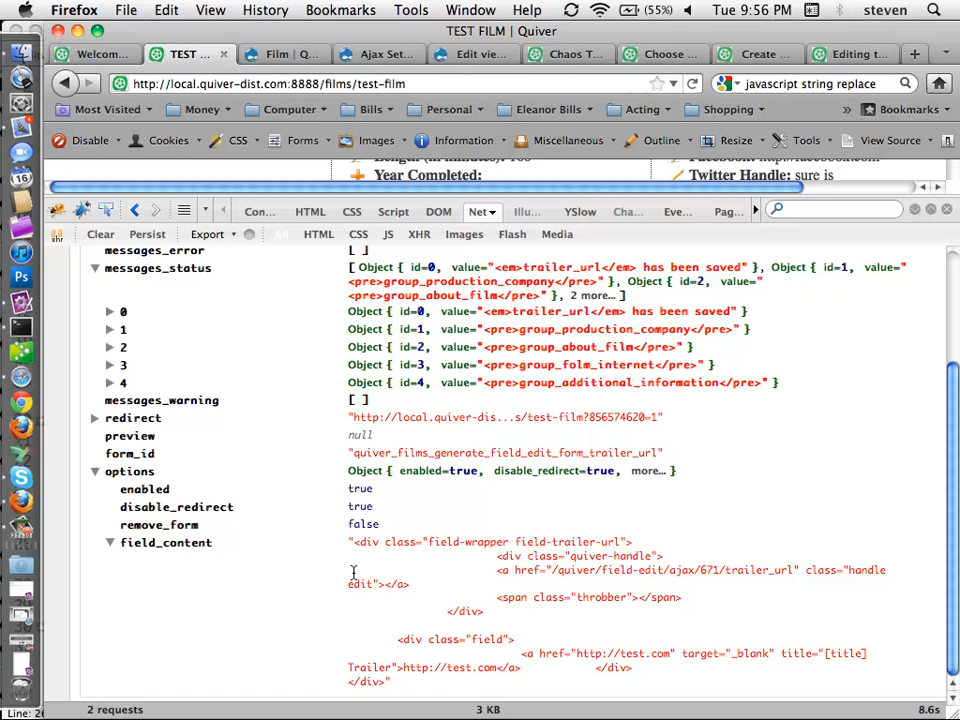 Firefox File Edit View History Bookmarks Tools Window Help (55%) Tue 9:56 PM steven
TEST FILM | Quiver
Welcom... TEST ... Film | Q... Ajax Set... Edit vie... Chaos T... Choose ... Create ... Editing t...
http://local.quiver-dist.com:8888/films/test-film javascript string replace
Most Visited Money Computer Bills Personal Eleanor Bills Acting Shopping » Bookmarks
Disable Cookies CSS Forms Images Information Miscellaneous Outline Resize Tools View Source
Year Completed: Twitter Handle: sure is
Con... HTML CSS Script DOM Net Illu... YSlow Cha... Eve... Pag...
xhr Clear Persist Export All HTML CSS JS XHR Images Flash Media
messages_error [ ]
messages_status [ Object { id=0, value="<em>trailer_url</em> has been saved" }, Object { id=1, value="
<pre>group_production_company</pre>" }, Object { id=2, value="
<pre>group_about_film</pre>" }, 2 more... ]
0 Object { id=0, value="<em>trailer_url</em> has been saved" }
1 Object { id=1, value="<pre>group_production_company</pre>" }
2 Object { id=2, value="<pre>group_about_film</pre>" }
3 Object { id=3, value="<pre>group_folm_internet</pre>" }
4 Object { id=4, value="<pre>group_additional_information</pre>" }
messages_warning [ ]
redirect "http://local.quiver-dis...s/test-film?856574620=1"
preview null
form_id "quiver_films_generate_field_edit_form_trailer_url"
options Object { enabled=true, disable_redirect=true, more... }
enabled true
disable_redirect true
remove_form false
field_content "<div class="field-wrapper field-trailer-url">
<div class="quiver-handle">
<a href="/quiver/field-edit/ajax/671/trailer_url" class="handle
edit"></a>
<span class="throbber"></span>
</div>
<div class="field">
<a href="http://test.com" target="_blank" title="[title]
Trailer">http://test.com</a> </div>
</div>"
2 requests 3 KB 8.6s